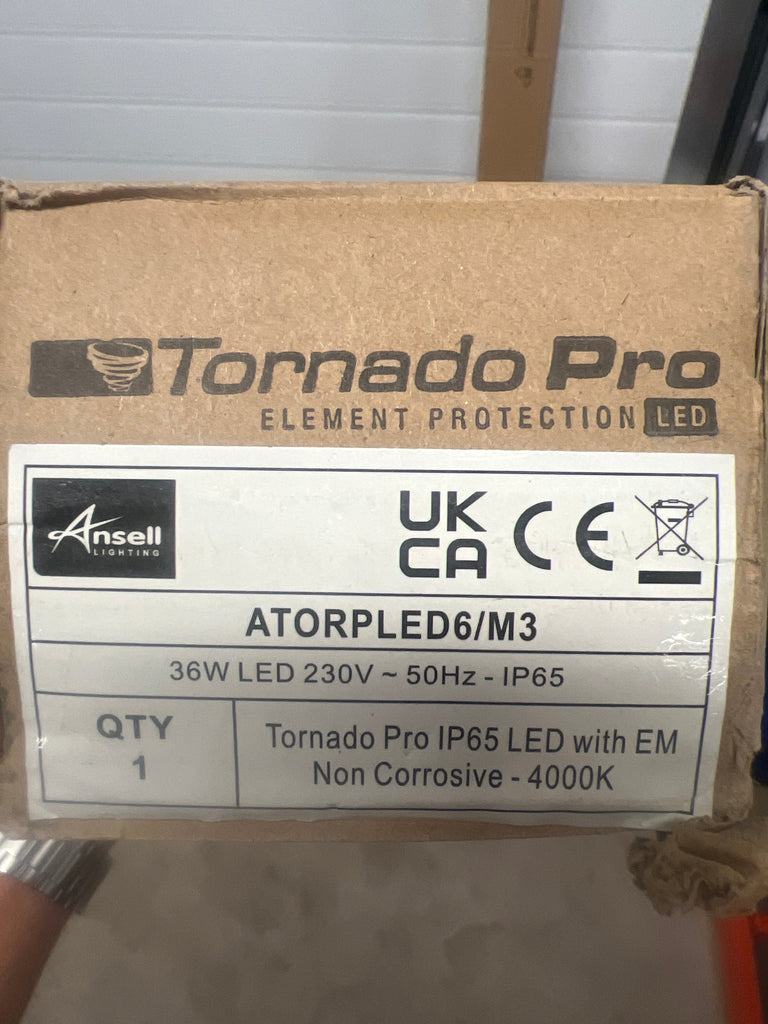 Tornado Pro
ELEMENT PROTECTION LED
Ansell
LIGHTING
UK
CA
CE
ATORPLED6/M3
36W LED 230V ~ 50Hz - IP65
QTY
1
Tornado Pro IP65 LED with EM
Non Corrosive - 4000K